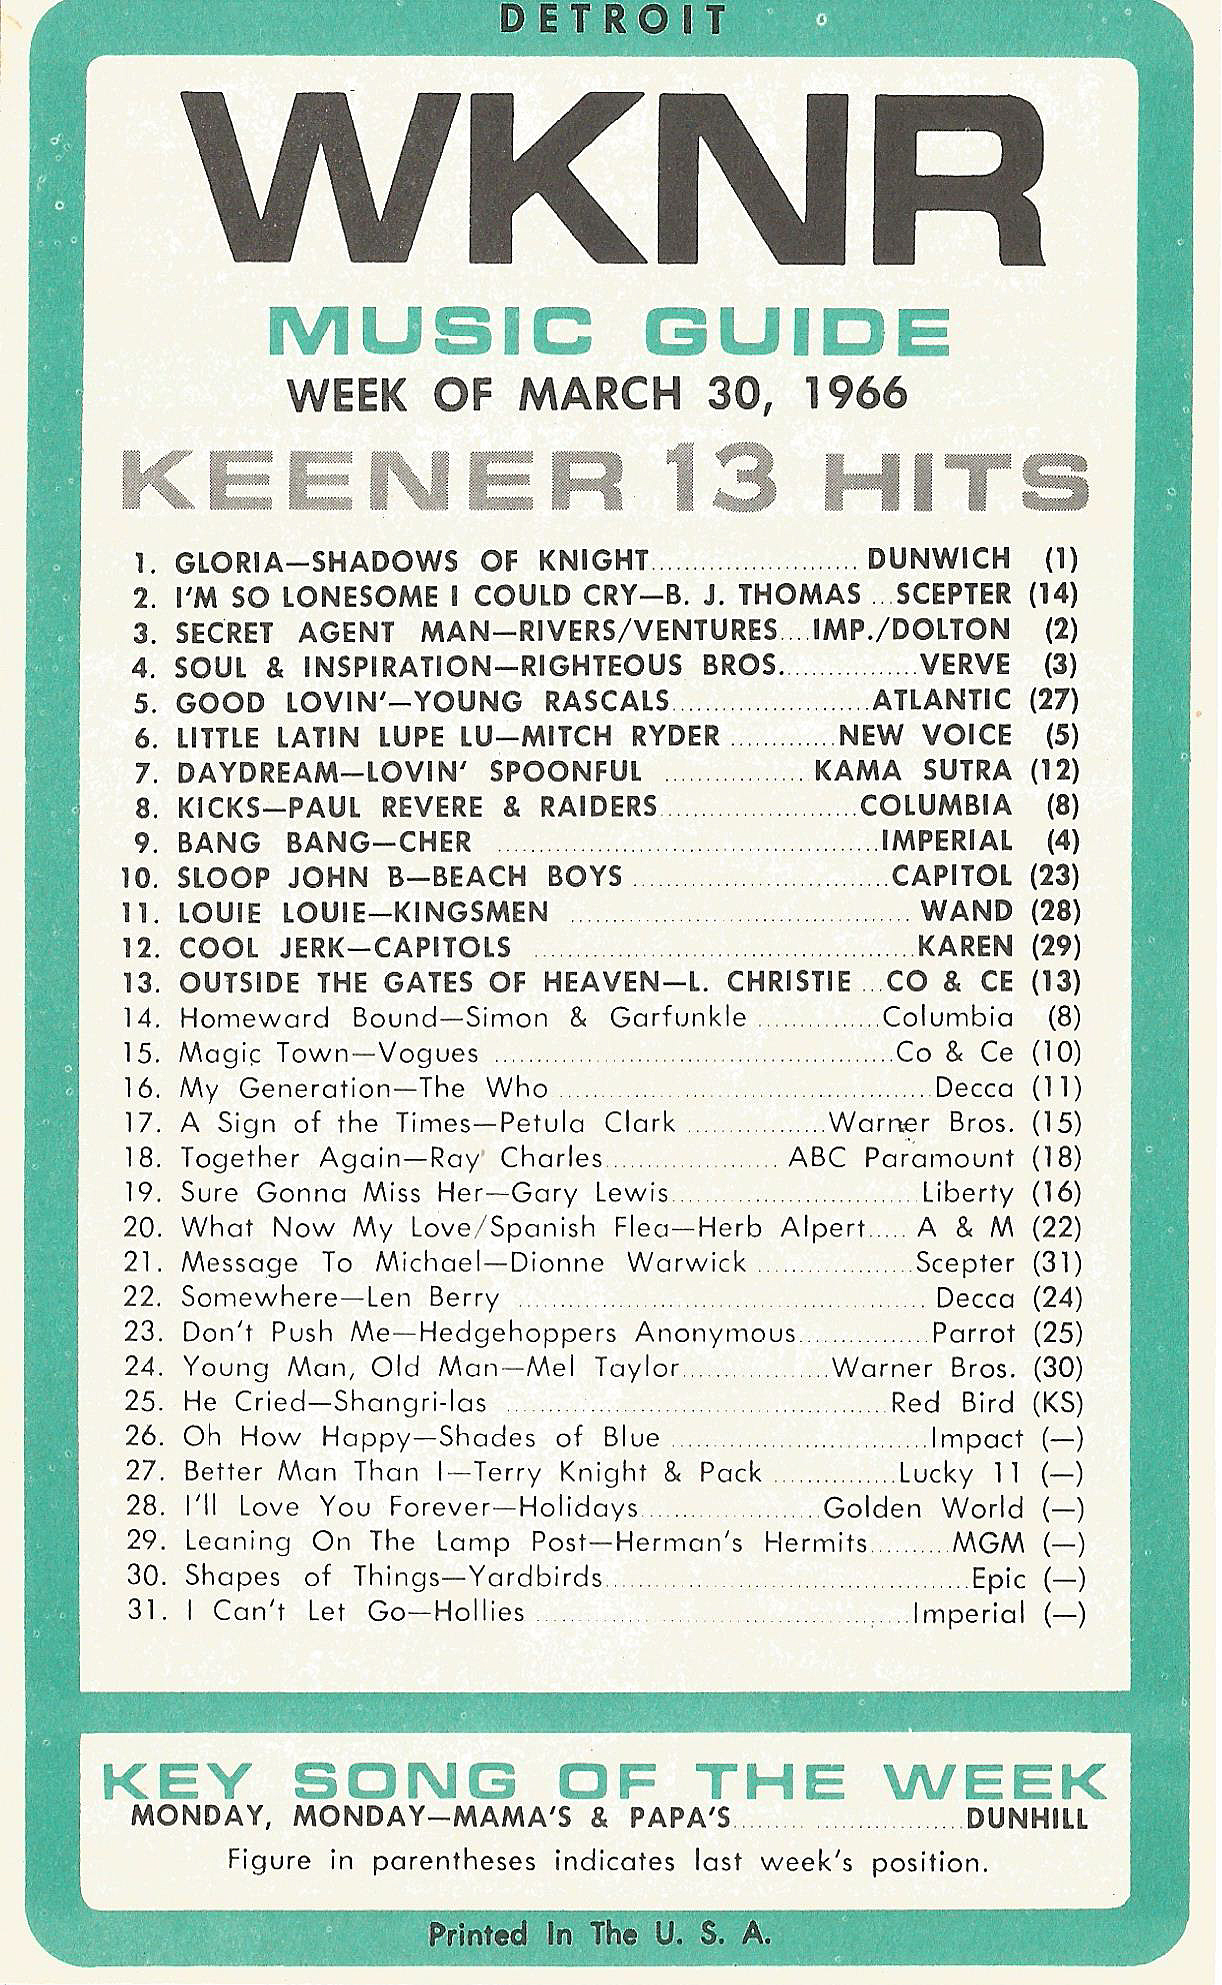 DETROIT
WKNR
MUSIC GUIDE
WEEK OF MARCH 30, 1966
KEENER 13 HITS
1. GLORIA—SHADOWS OF KNIGHT........................ DUNWICH (1)
2. I'M SO LONESOME I COULD CRY—B. J. THOMAS ...SCEPTER (14)
3. SECRET AGENT MAN—RIVERS/VENTURES....IMP./DOLTON (2)
4. SOUL & INSPIRATION—RIGHTEOUS BROS.................VERVE (3)
5. GOOD LOVIN'—YOUNG RASCALS.......................ATLANTIC (27)
6. LITTLE LATIN LUPE LU—MITCH RYDER ............NEW VOICE (5)
7. DAYDREAM—LOVIN' SPOONFUL ................ KAMA SUTRA (12)
8. KICKS—PAUL REVERE & RAIDERS.......................COLUMBIA (8)
9. BANG BANG—CHER ............................................IMPERIAL (4)
10. SLOOP JOHN B—BEACH BOYS ..............................CAPITOL (23)
11. LOUIE LOUIE—KINGSMEN ....................................... WAND (28)
12. COOL JERK—CAPITOLS ............................................KAREN (29)
13. OUTSIDE THE GATES OF HEAVEN—L. CHRISTIE ...CO & CE (13)
14. Homeward Bound—Simon & Garfunkle ...............Columbia (8)
15. Magic Town—Vogues ..............................................Co & Ce (10)
16. My Generation—The Who ............................................Decca (11)
17. A Sign of the Times—Petula Clark ................Warner Bros. (15)
18. Together Again—Ray Charles.................... ABC Paramount (18)
19. Sure Gonna Miss Her—Gary Lewis............................. Liberty (16)
20. What Now My Love/Spanish Flea—Herb Alpert..... A & M (22)
21. Message To Michael—Dionne Warwick ..................Scepter (31)
22. Somewhere—Len Berry ............................................... Decca (24)
23. Don't Push Me—Hedgehoppers Anonymous...............Parrot (25)
24. Young Man, Old Man—Mel Taylor.................Warner Bros. (30)
25. He Cried—Shangri-las ............................................Red Bird (KS)
26. Oh How Happy—Shades of Blue ..............................Impact (—)
27. Better Man Than I—Terry Knight & Pack ..............Lucky 11 (—)
28. I'll Love You Forever—Holidays.....................Golden World (—)
29. Leaning On The Lamp Post—Herman's Hermits.........MGM (—)
30. Shapes of Things—Yardbirds..........................................Epic (—)
31. I Can't Let Go—Hollies ...........................................Imperial (—)
KEY SONG OF THE WEEK
MONDAY, MONDAY—MAMA'S & PAPA'S..........................DUNHILL
Figure in parentheses indicates last week's position.
Printed In The U. S. A.